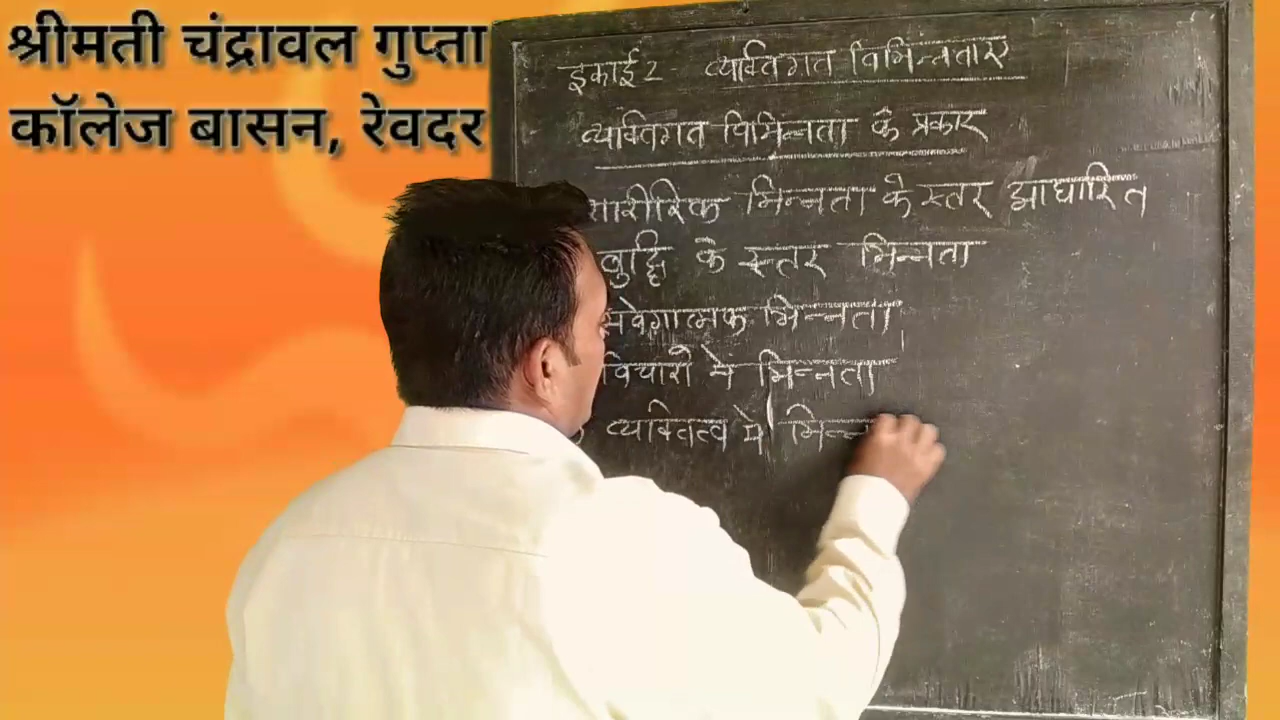 श्रीमती चंद्रावल गुप्ता
कॉलेज बासन, रेवदर
इकाई 2 - व्यक्तिगत विभिन्नताए
व्यक्तिगत विभिन्नता के प्रकार
शारीरिक भिन्नता के स्तर आधारित
बुद्धि के स्तर भिन्नता
संवेगात्मक भिन्नता
विचारो में भिन्नता
व्यक्तित्व में